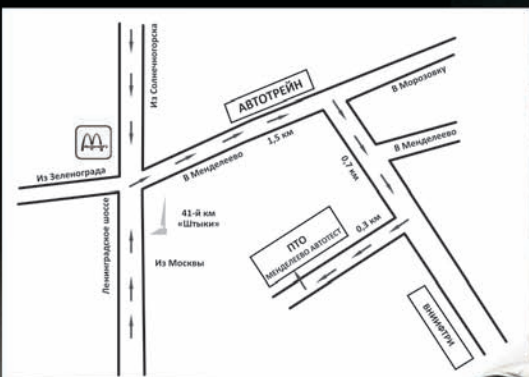 Из Солнечногорска
АВТОТРЕЙН
В Морозовку
1,5 км
В Менделеево
Из Зеленограда
В Менделеево
0,7 км
41-й км
«Штыки»
0,3 км
ПТО
МЕНДЕЛЕЕВО АВТОТЕСТ
Ленинградское шоссе
Из Москвы
ВНИИФТРИ